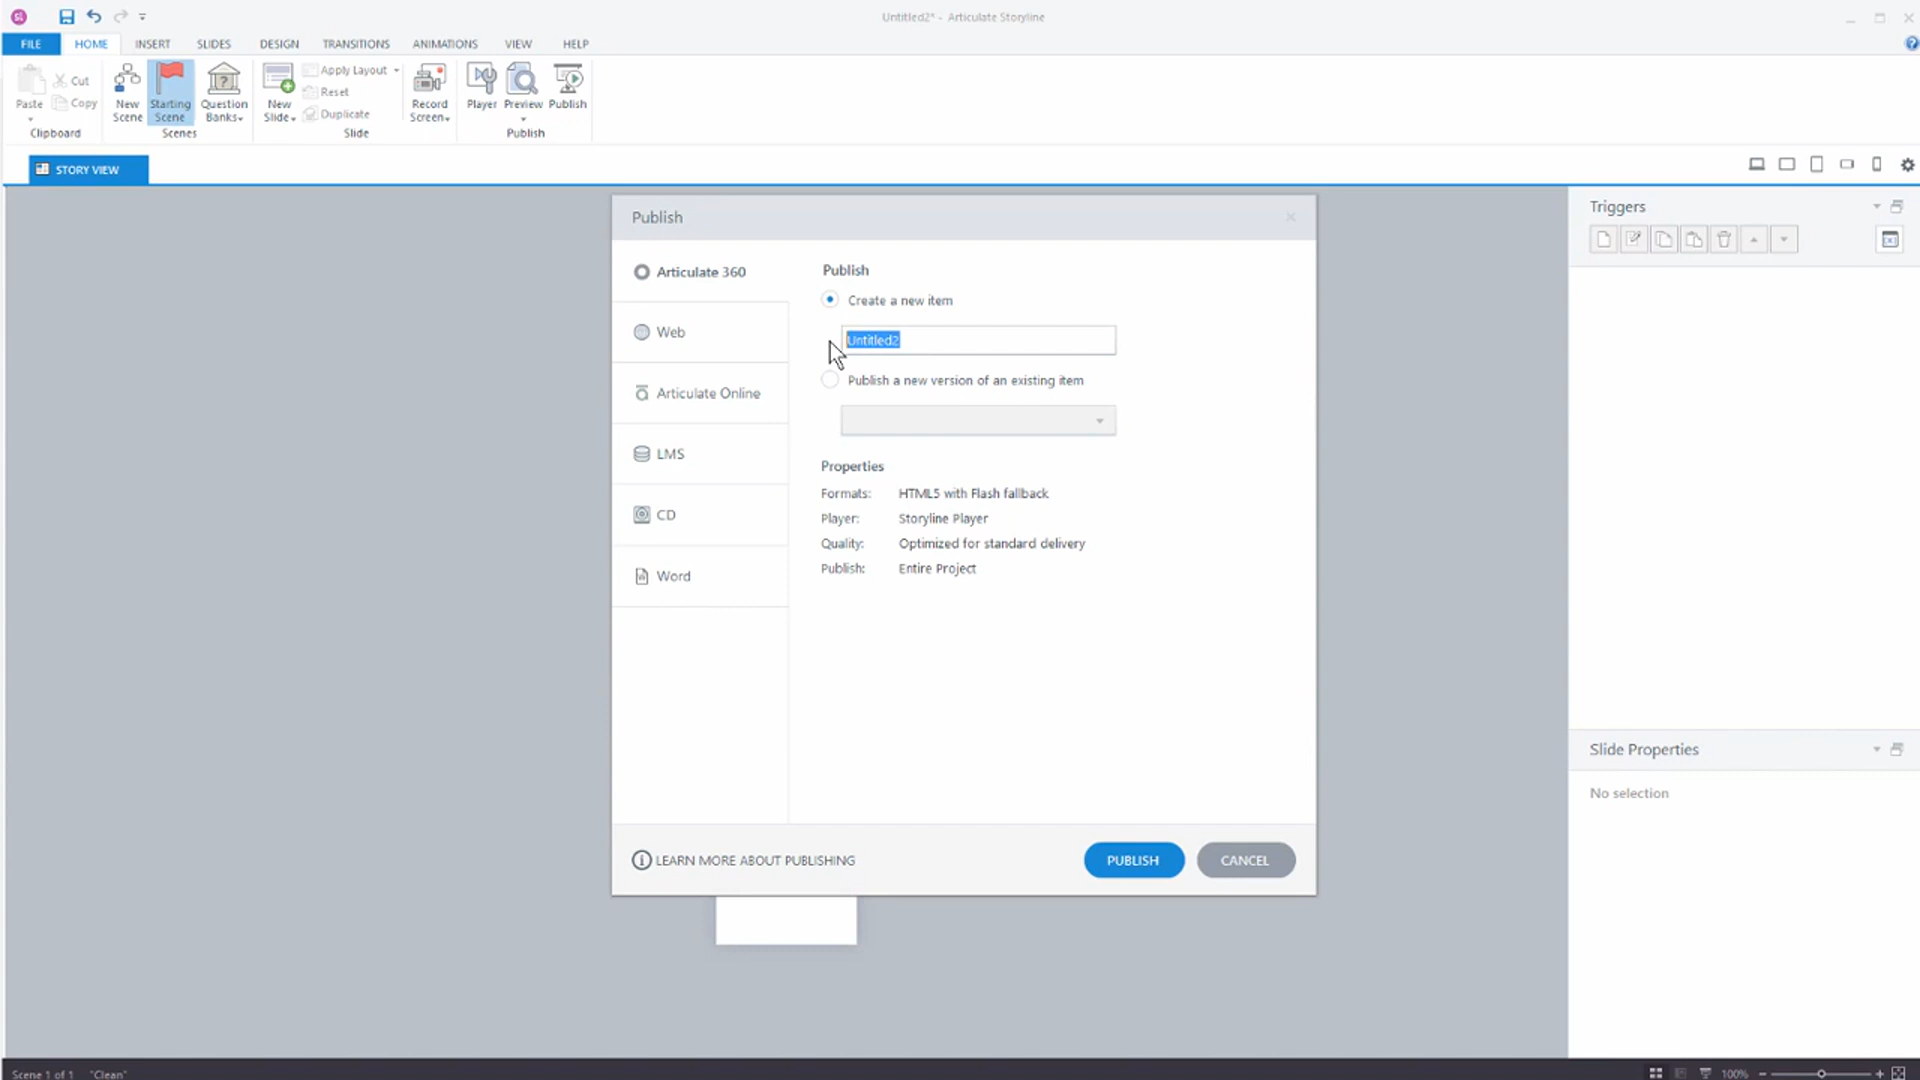 Untitled2* - Articulate Storyline
FILE HOME INSERT SLIDES DESIGN TRANSITIONS ANIMATIONS VIEW HELP
Paste
Cut
Copy
Clipboard
New Scene
Starting Scene
Question Banks
Scenes
New Slide
Apply Layout
Reset
Duplicate
Slide
Record Screen
Player
Preview
Publish
Publish
STORY VIEW
Publish
Articulate 360
Web
Articulate Online
LMS
CD
Word
Publish
Create a new item
Untitled2
Publish a new version of an existing item
Properties
Formats: HTML5 with Flash fallback
Player: Storyline Player
Quality: Optimized for standard delivery
Publish: Entire Project
LEARN MORE ABOUT PUBLISHING
PUBLISH CANCEL
Triggers
Slide Properties
No selection
Scene 1 of 1 "Clean"
100%